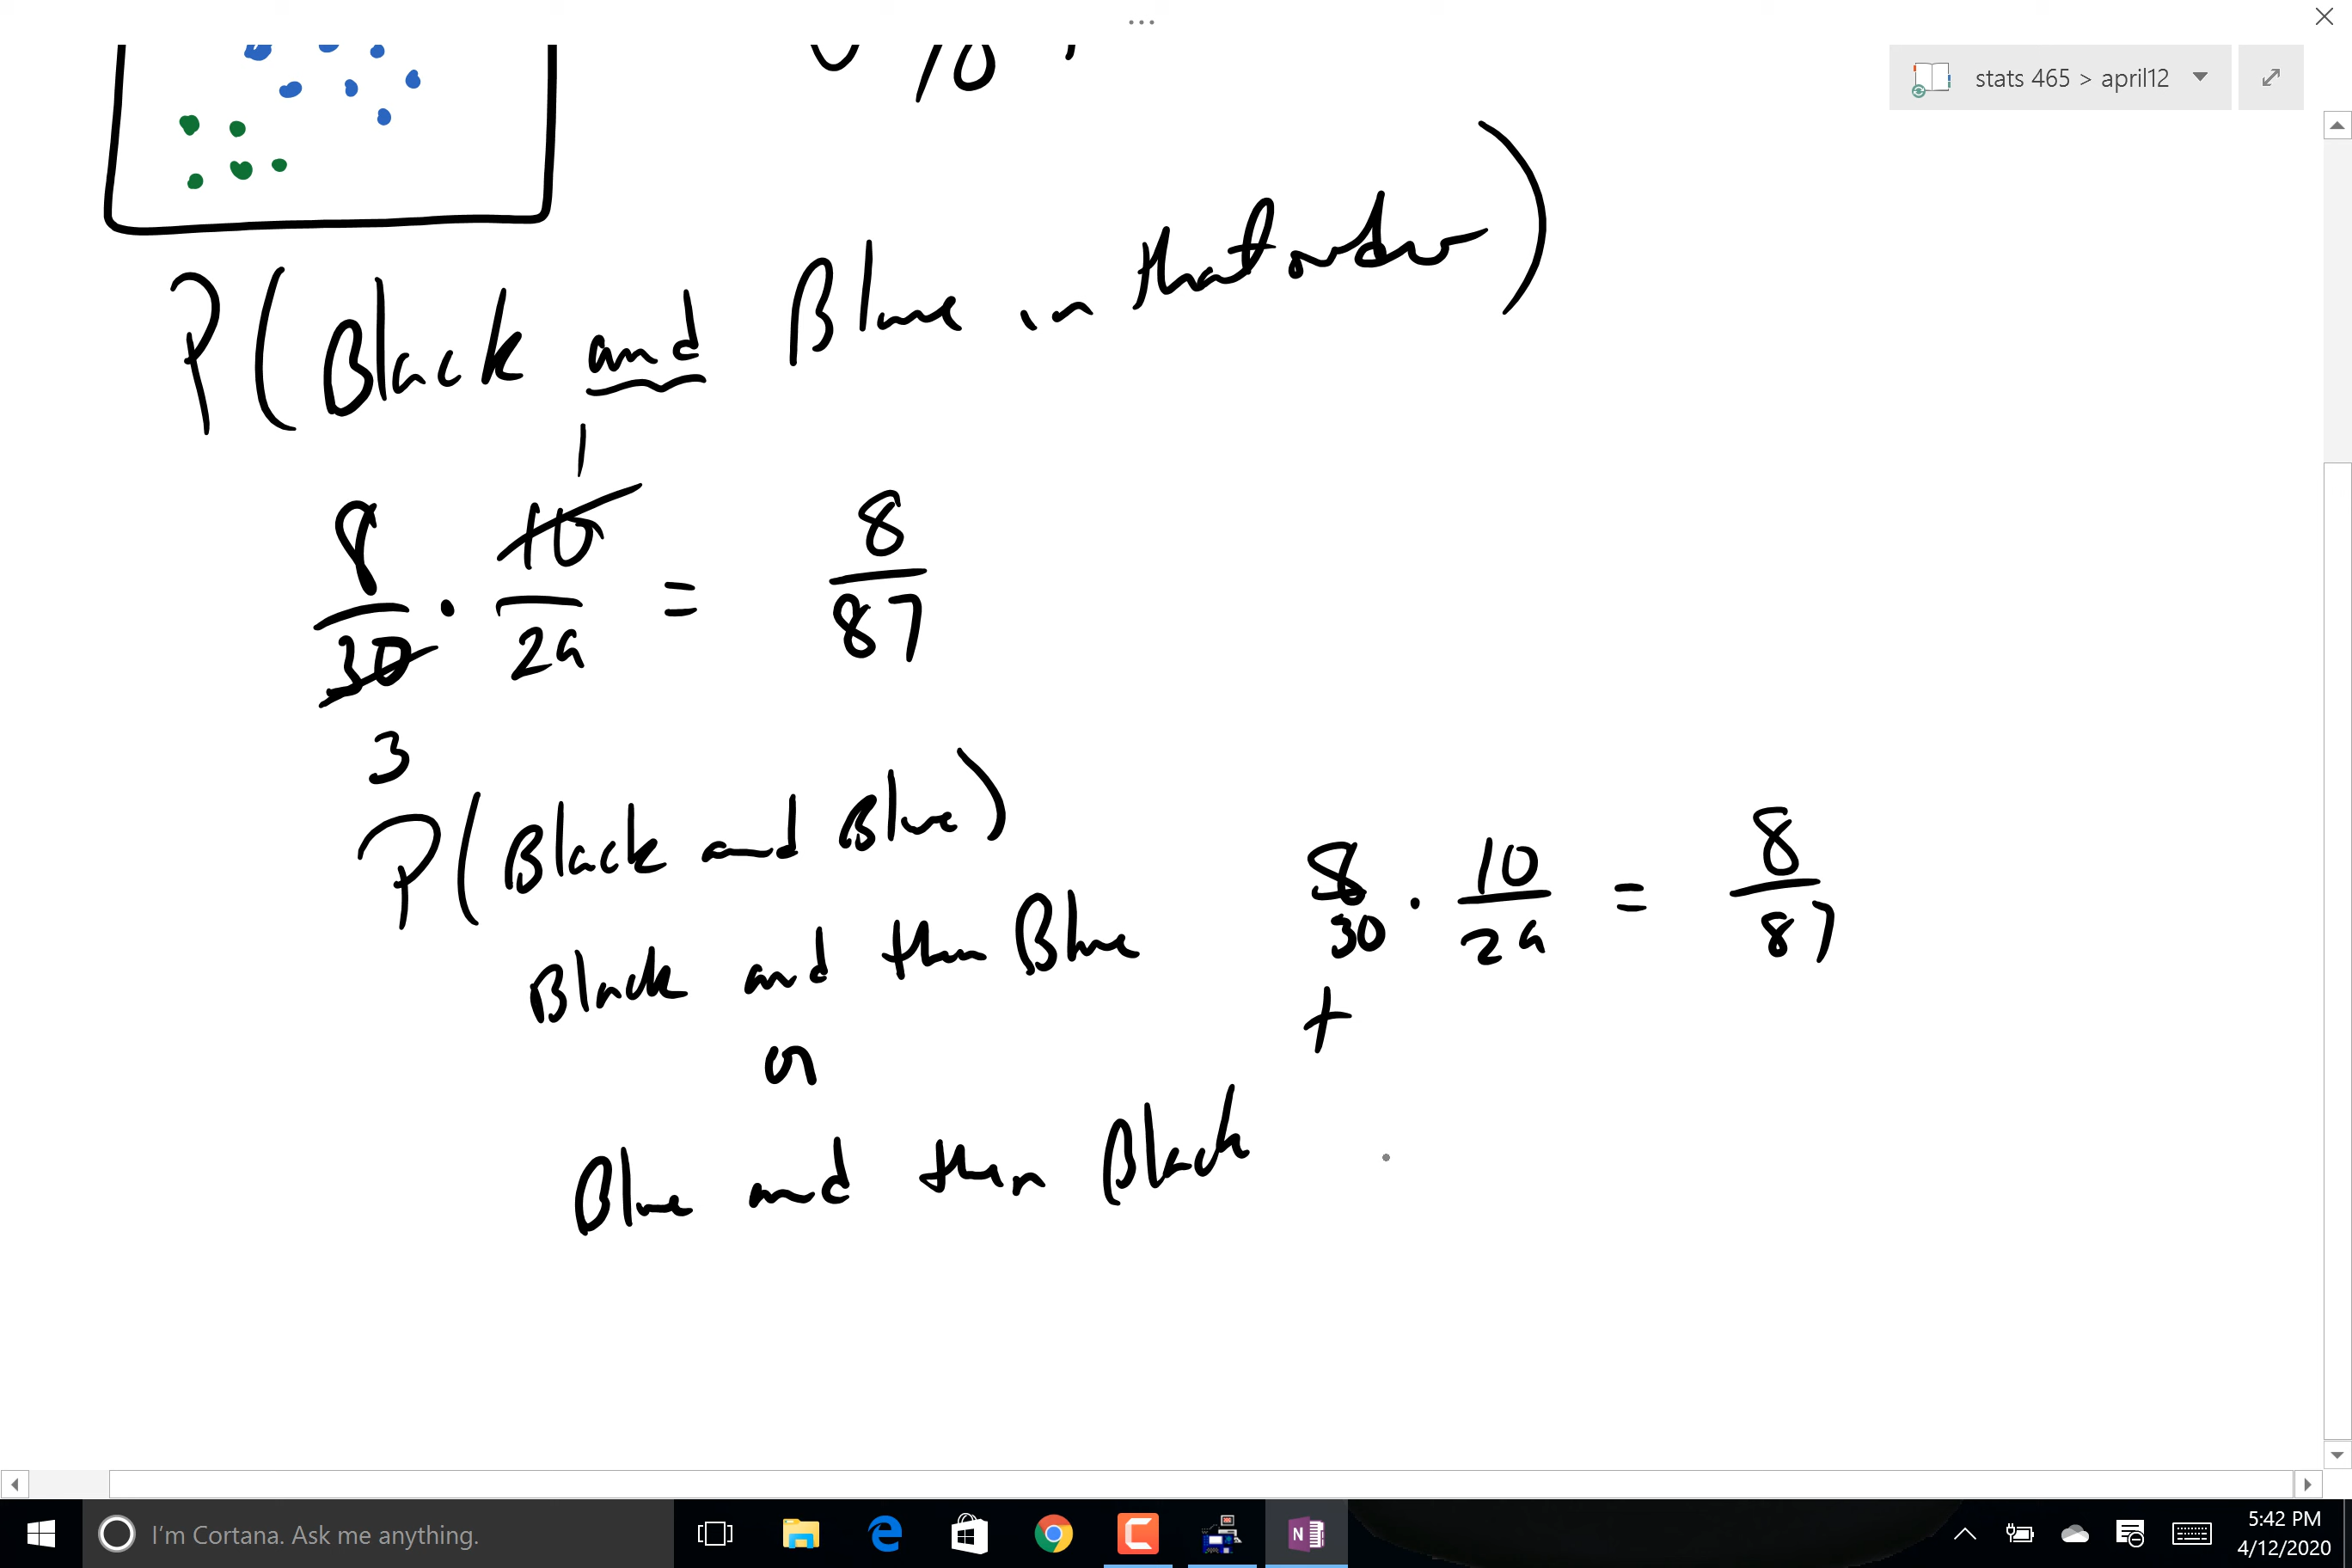 stats 465 > april12
P(Black and Blue in that order)
1
8/30 · 10/29 = 8/87
3
P(Black and Blue)
Black and then Blue 8/30 · 10/29 = 8/87
or +
Blue and then Black
I'm Cortana. Ask me anything.
5:42 PM
4/12/2020